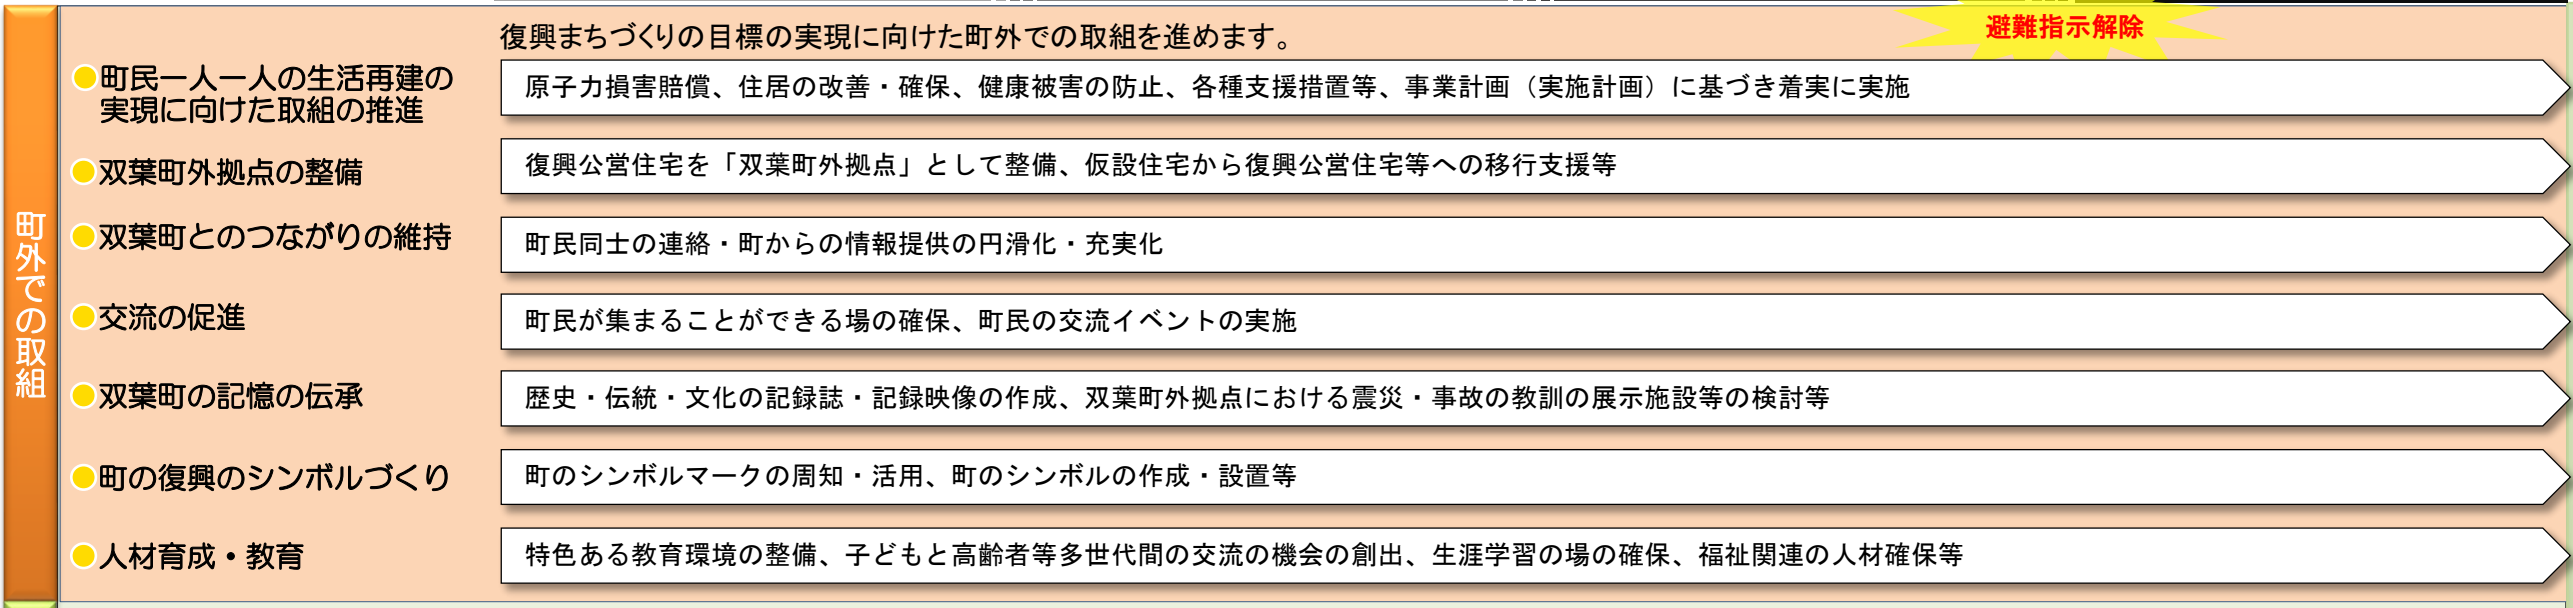 避難指示解除
復興まちづくりの目標の実現に向けた町外での取組を進めます。
町外での取組
●町民一人一人の生活再建の
実現に向けた取組の推進
原子力損害賠償、住居の改善・確保、健康被害の防止、各種支援措置等、事業計画（実施計画）に基づき着実に実施
●双葉町外拠点の整備
復興公営住宅を「双葉町外拠点」として整備、仮設住宅から復興公営住宅等への移行支援等
●双葉町とのつながりの維持
町民同士の連絡・町からの情報提供の円滑化・充実化
●交流の促進
町民が集まることができる場の確保、町民の交流イベントの実施
●双葉町の記憶の伝承
歴史・伝統・文化の記録誌・記録映像の作成、双葉町外拠点における震災・事故の教訓の展示施設等の検討等
●町の復興のシンボルづくり
町のシンボルマークの周知・活用、町のシンボルの作成・設置等
●人材育成・教育
特色ある教育環境の整備、子どもと高齢者等多世代間の交流の機会の創出、生涯学習の場の確保、福祉関連の人材確保等